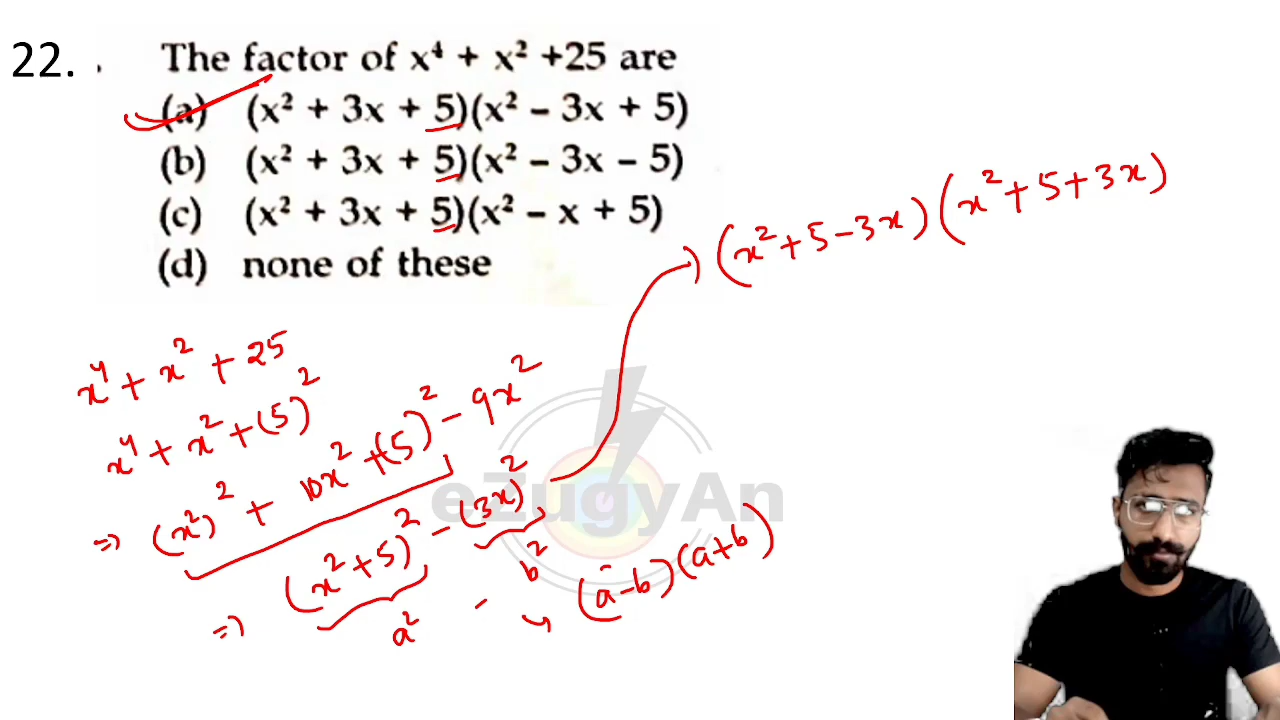 22.
The factor of x⁴ + x² +25 are
(a) (x² + 3x + 5)(x² – 3x + 5)
(b) (x² + 3x + 5)(x² – 3x – 5)
(c) (x² + 3x + 5)(x² – x + 5)
(d) none of these
(x²+5-3x)(x²+5+3x)
x⁴ + x² + 25
x⁴ + x² + (5)²
⇒ (x²)² + 10x² + (5)² - 9x²
⇒ (x²+5)² - (3x)²
a² - b²
(a-b)(a+b)
eZugyAn